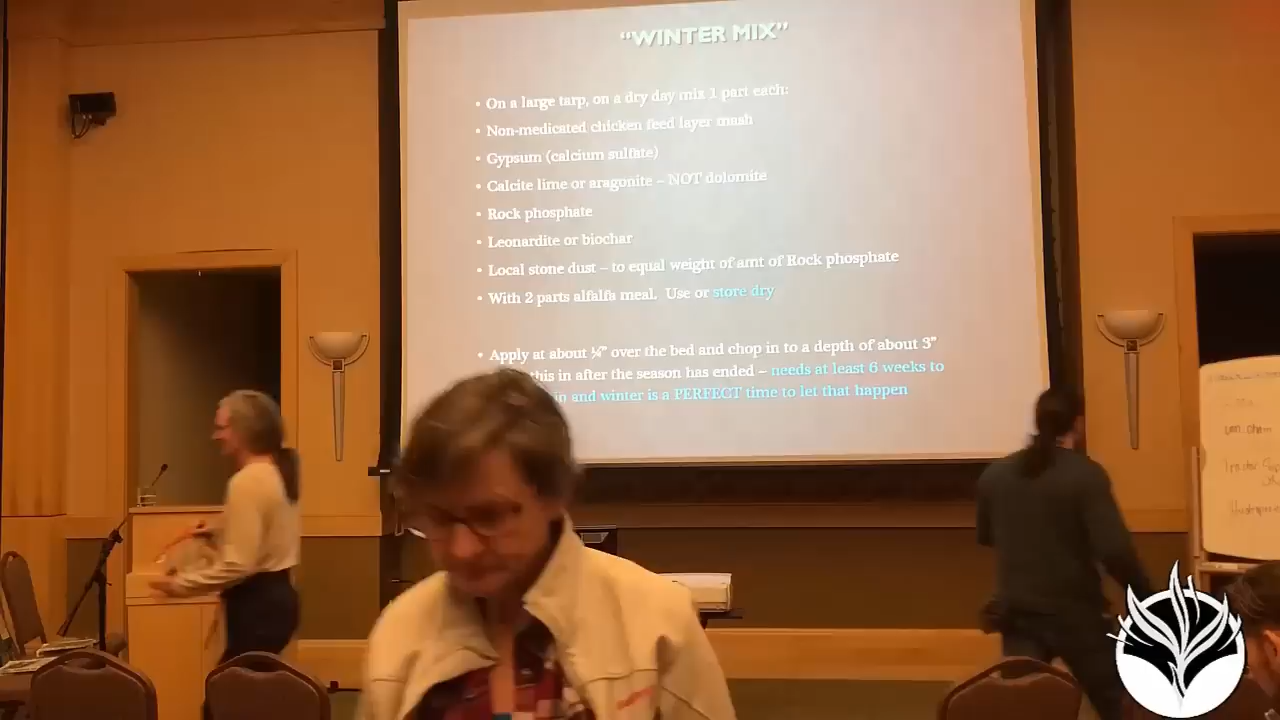 “WINTER MIX”
• On a large tarp, on a dry day mix 1 part each:
• Non-medicated chicken feed layer mash
• Gypsum (calcium sulfate)
• Calcite lime or aragonite – NOT dolomite
• Rock phosphate
• Leonardite or biochar
• Local stone dust – to equal weight of amt of Rock phosphate
• With 2 parts alfalfa meal. Use or store dry
• Apply at about ¼” over the bed and chop in to a depth of about 3”
this in after the season has ended – needs at least 6 weeks to
in and winter is a PERFECT time to let that happen